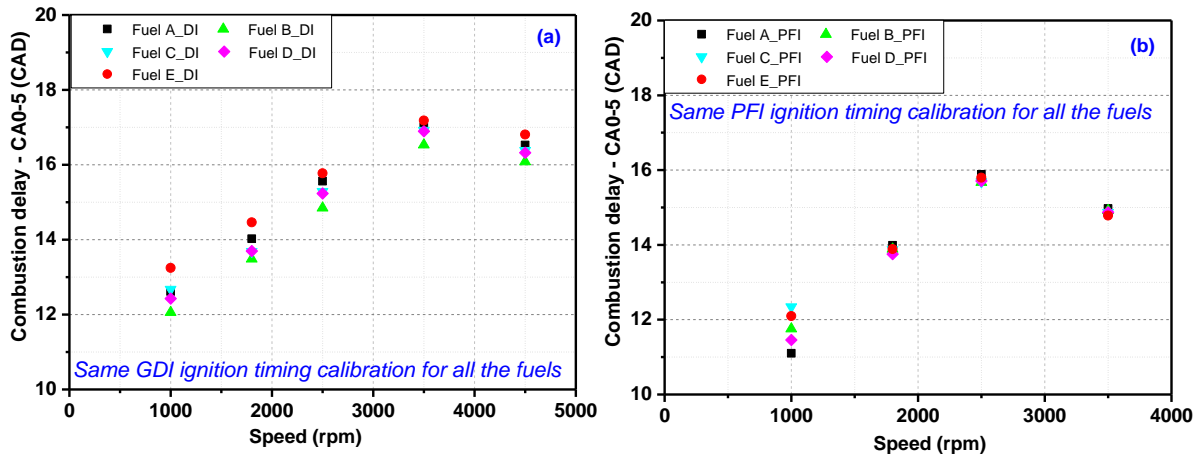 Combustion delay - CA0-5 (CAD)
20
18
16
14
12
10
Fuel A_DI
Fuel B_DI
Fuel C_DI
Fuel D_DI
Fuel E_DI
(a)
Same GDI ignition timing calibration for all the fuels
0
1000
2000
3000
4000
5000
Speed (rpm)
Combustion delay - CA0-5 (CAD)
20
18
16
14
12
10
Fuel A_PFI
Fuel B_PFI
Fuel C_PFI
Fuel D_PFI
Fuel E_PFI
(b)
Same PFI ignition timing calibration for all the fuels
0
1000
2000
3000
4000
Speed (rpm)